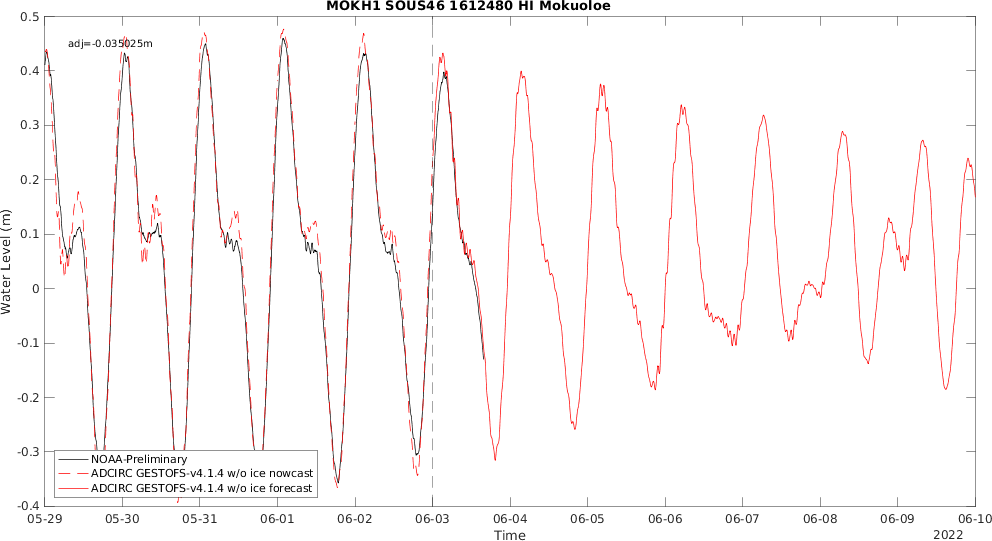 MOKH1 SOUS46 1612480 HI Mokuoloe
adj=-0.035025m
Water Level (m)
0.5
0.4
0.3
0.2
0.1
0
-0.1
-0.2
-0.3
-0.4
NOAA-Preliminary
ADCIRC GESTOFS-v4.1.4 w/o ice nowcast
ADCIRC GESTOFS-v4.1.4 w/o ice forecast
05-29 05-30 05-31 06-01 06-02 06-03 06-04 06-05 06-06 06-07 06-08 06-09 06-10
Time
2022